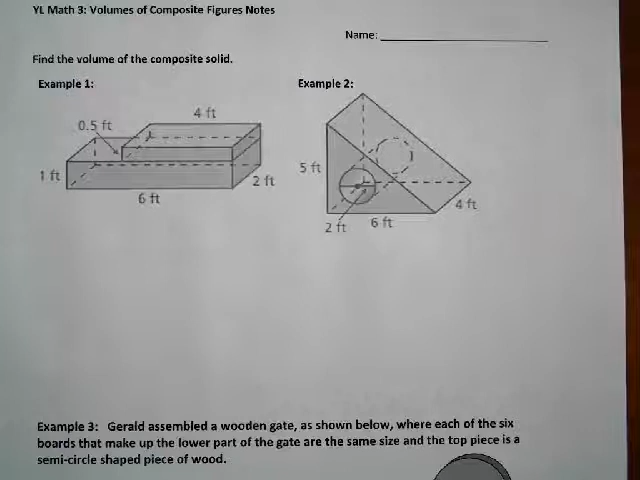 YL Math 3: Volumes of Composite Figures Notes
Name:
Find the volume of the composite solid.
Example 1:
Example 2:
4 ft
0.5 ft
1 ft
2 ft
6 ft
5 ft
4 ft
2 ft
6 ft
Example 3: Gerald assembled a wooden gate, as shown below, where each of the six
boards that make up the lower part of the gate are the same size and the top piece is a
semi-circle shaped piece of wood.